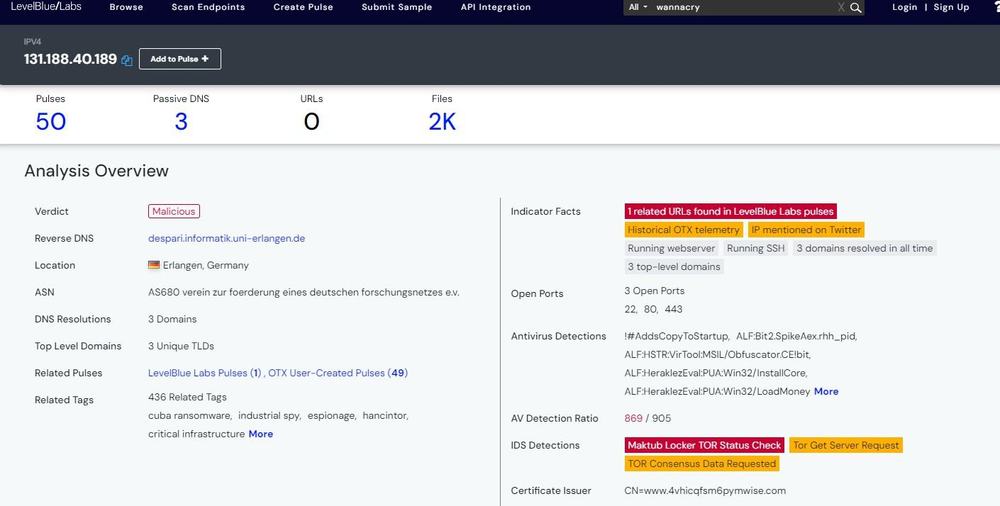 LevelBlue/Labs Browse Scan Endpoints Create Pulse Submit Sample API Integration All wannacry X Login | Sign Up ?
IPV4
131.188.40.189 Add to Pulse +
Pulses Passive DNS URLs Files
50 3 0 2K
Analysis Overview
Verdict Malicious
Reverse DNS despari.informatik.uni-erlangen.de
Location Erlangen, Germany
ASN AS680 verein zur foerderung eines deutschen forschungsnetzes e.v.
DNS Resolutions 3 Domains
Top Level Domains 3 Unique TLDs
Related Pulses LevelBlue Labs Pulses (1) , OTX User-Created Pulses (49)
Related Tags 436 Related Tags
cuba ransomware, industrial spy, espionage, hancintor,
critical infrastructure More
Indicator Facts 1 related URLs found in LevelBlue Labs pulses
Historical OTX telemetry IP mentioned on Twitter
Running webserver Running SSH 3 domains resolved in all time
3 top-level domains
Open Ports 3 Open Ports
22, 80, 443
Antivirus Detections !#AddsCopyToStartup, ALF:Bit2.SpikeAex.rhh_pid,
ALF:HSTR:VirTool:MSIL/Obfuscator.CE!bit,
ALF:HeraklezEval:PUA:Win32/InstallCore,
ALF:HeraklezEval:PUA:Win32/LoadMoney More
AV Detection Ratio 869 / 905
IDS Detections Maktub Locker TOR Status Check Tor Get Server Request
TOR Consensus Data Requested
Certificate Issuer CN=www.4vhicqfsm6pymwise.com